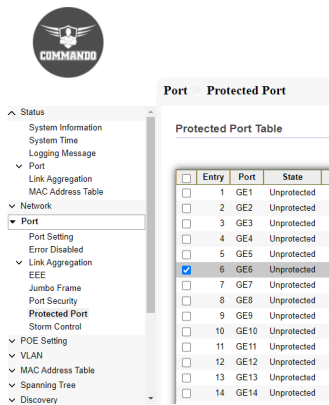 COMMANDO
Port Protected Port
Status
System Information
System Time
Logging Message
Port
Link Aggregation
MAC Address Table
Network
Port
Port Setting
Error Disabled
Link Aggregation
EEE
Jumbo Frame
Port Security
Protected Port
Storm Control
POE Setting
VLAN
MAC Address Table
Spanning Tree
Discovery
Protected Port Table
Entry Port State
1 GE1 Unprotected
2 GE2 Unprotected
3 GE3 Unprotected
4 GE4 Unprotected
5 GE5 Unprotected
6 GE6 Unprotected
7 GE7 Unprotected
8 GE8 Unprotected
9 GE9 Unprotected
10 GE10 Unprotected
11 GE11 Unprotected
12 GE12 Unprotected
13 GE13 Unprotected
14 GE14 Unprotected